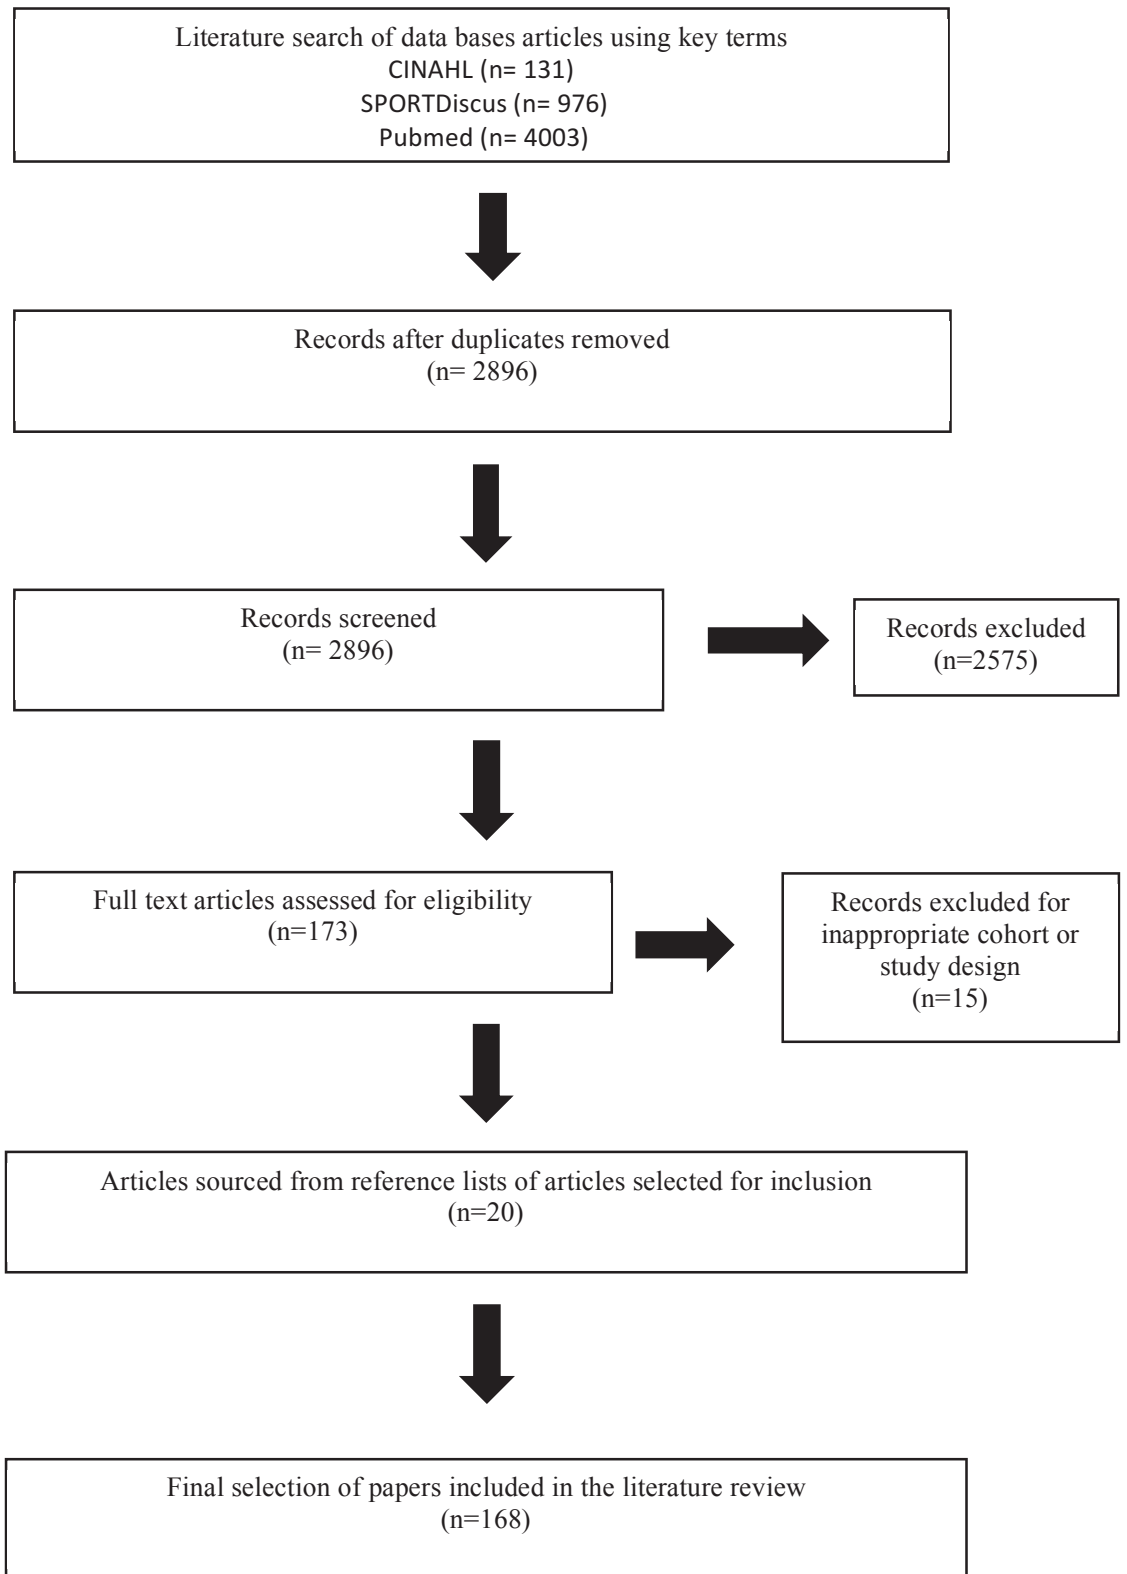 Literature search of data bases articles using key terms
CINAHL (n= 131)
SPORTDiscus (n= 976)
Pubmed (n= 4003)
Records after duplicates removed
(n= 2896)
Records screened
(n= 2896)
Records excluded
(n=2575)
Full text articles assessed for eligibility
(n=173)
Records excluded for
inappropriate cohort or
study design
(n=15)
Articles sourced from reference lists of articles selected for inclusion
(n=20)
Final selection of papers included in the literature review
(n=168)